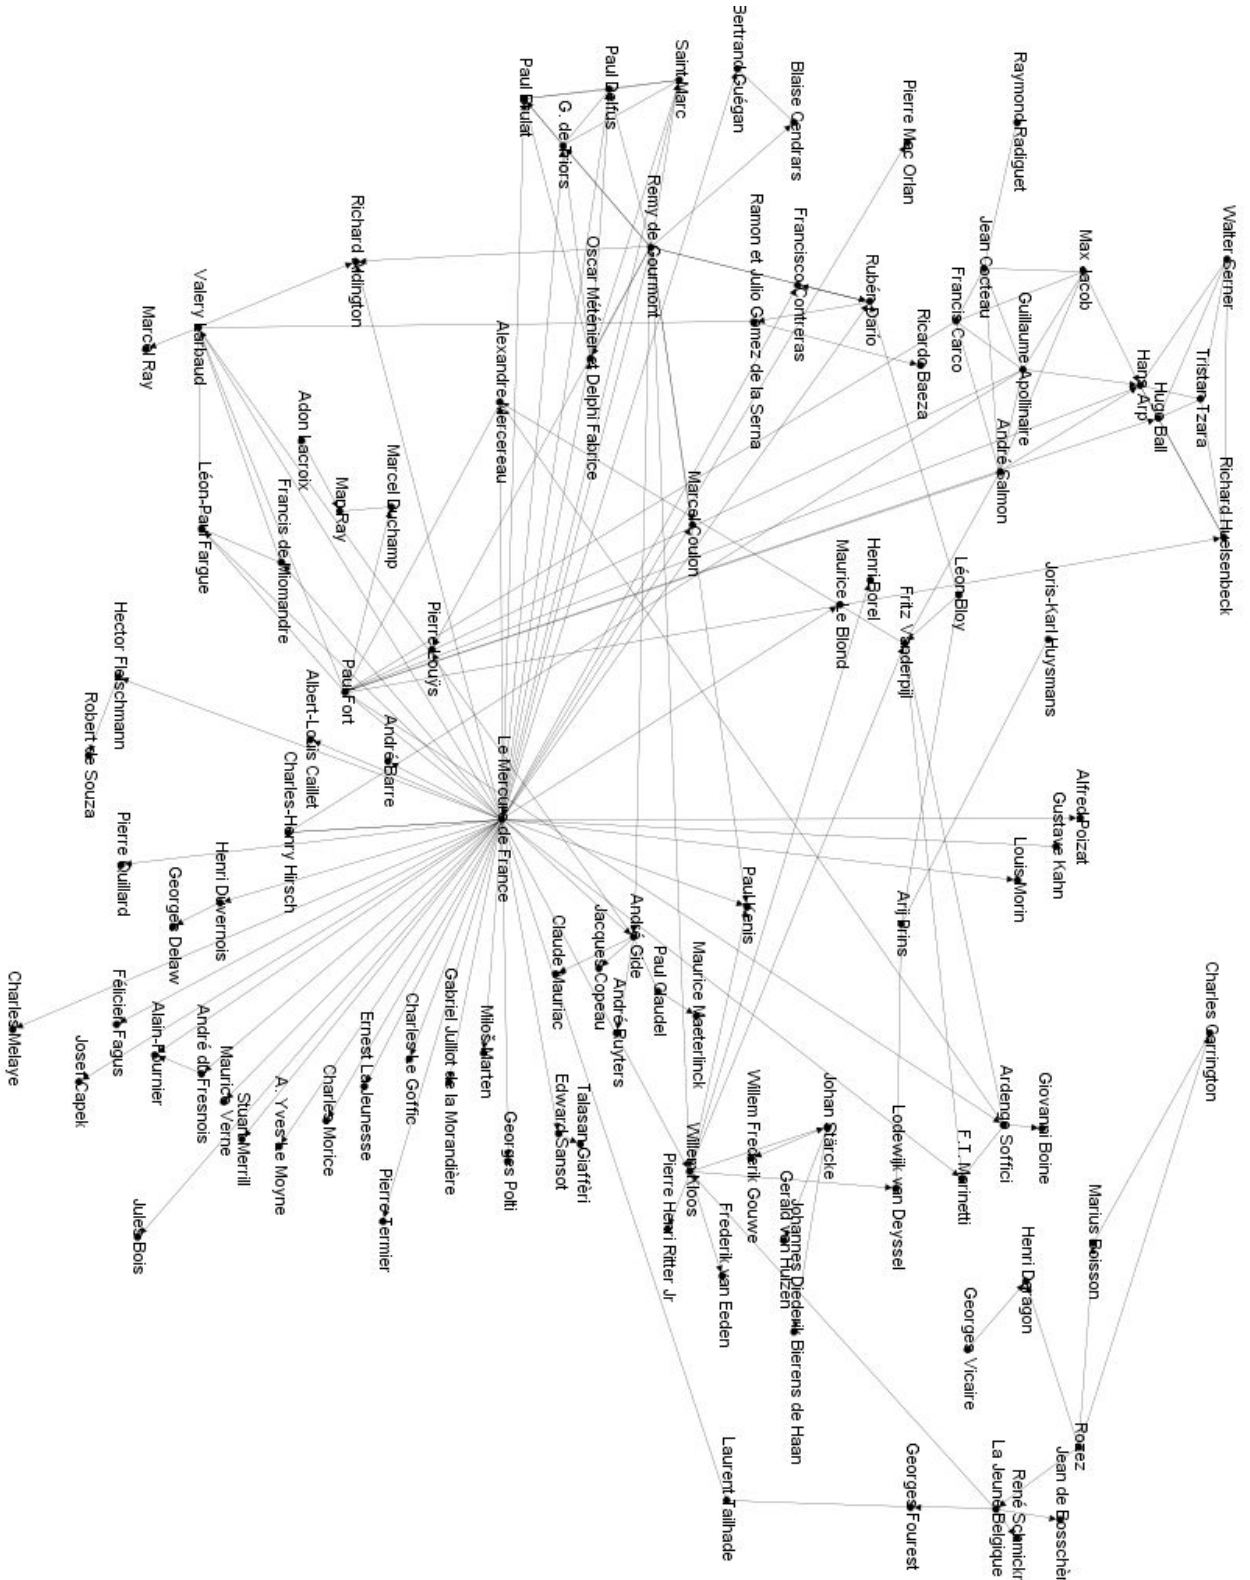 Bertrand Guégan
Saint-Marc
Paul Dalfus
Paul Brulat
G. de Triors
Blaise Cendrars
Pierre Mac Orlan
Raymond Radiguet
Walter Serner
Remy de Gourmont
Ramon et Julio Gómez de la Serna
Francisco Contreras
Rubén Darío
Ricardo Baeza
Jean Cocteau
Francis Carco
Max Jacob
Guillaume Apollinaire
Hans Arp
Hugo Ball
Tristan Tzara
Richard Huelsenbeck
André Salmon
Richard Aldington
Valery Larbaud
Marcel Ray
Oscar Méténier et Delphi Fabrice
Alexandre Mercereau
Adon Lacroix
Man Ray
Marcel Duchamp
Léon-Paul Fargue
Francis de Miomandre
Marcel Coulon
Maurice Le Blond
Henri Borel
Fritz Vanderpijl
Léon Bloy
Joris-Karl Huysmans
Hector Fleischmann
Robert de Souza
Albert-Louis Caillet
Paul Fort
Pierre Louÿs
André Barre
Charles-Henry Hirsch
Le Mercure de France
Alfred Poizat
Gustave Kahn
Louis Morin
Arij Prins
Pierre Quillard
Henri Duvernois
Georges Delaw
Paul Kenis
André Gide
Jacques Copeau
Claude Mauriac
André Ruyters
Paul Claudel
Maurice Maeterlinck
Charles Melaye
Félicien Fagus
Josef Capek
Alain-Fournier
André du Fresnois
Maurice Verne
Stuart Merrill
A. Yves Le Moyne
Ernest La Jeunesse
Charles Morice
Charles Le Goffic
Gabriel Julliot de la Morandière
Miloš Marten
Georges Polti
Edward Sansot
Talasan Giafféri
Pierre Termier
Jules Bois
Willem Kloos
Pierre Henri Ritter Jr
Willem Frederik Gouwe
Johan Stärcke
Gerald van Hulzen
Johannes Diederik Bierens de Haan
Frederik van Eeden
Lodewijk van Deyssel
F.T. Marinetti
Ardengo Soffici
Giovanni Boine
Charles Carrington
Marius Boisson
Henri Daragon
Georges Vicaire
Rozez
Laurent Tailhade
Georges Fourest
La Jeune Belgique
René Schmickr
Jean de Bosschèr